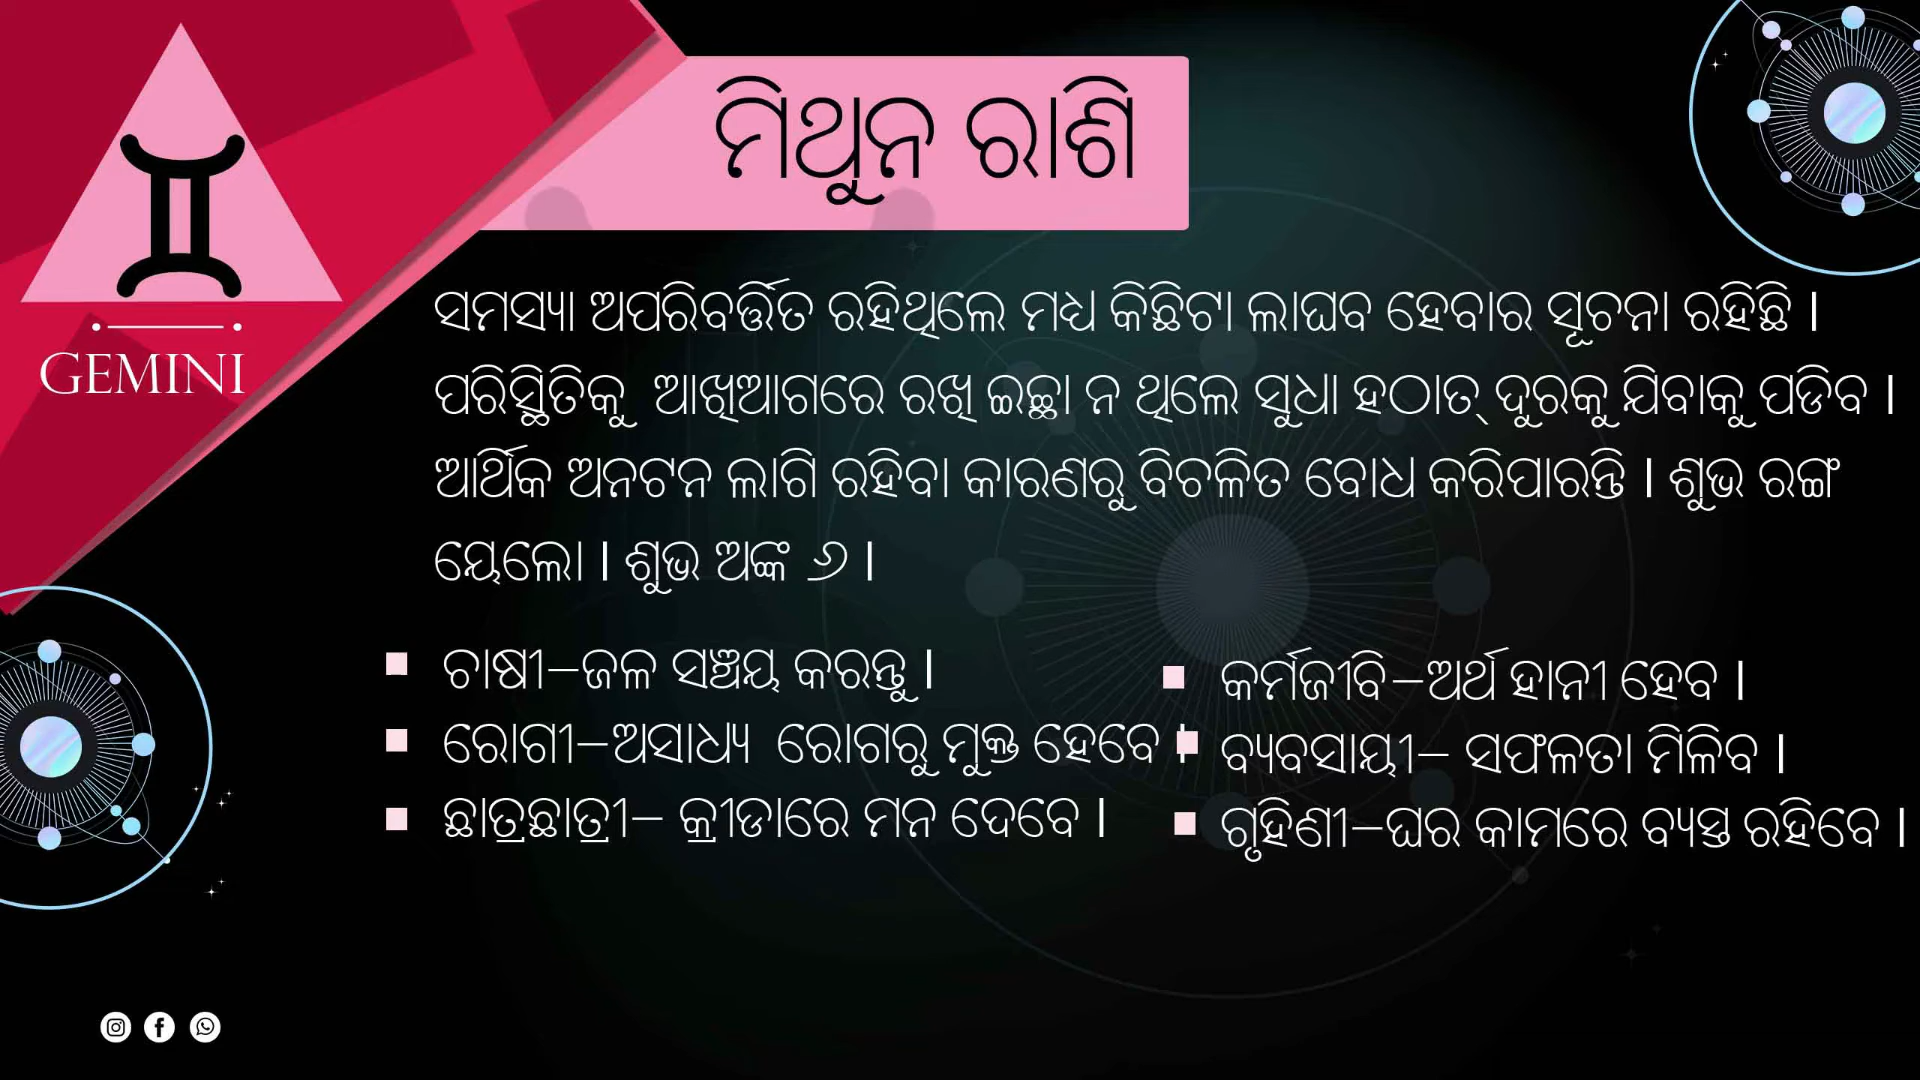 ମିଥୁନ ରାଶି
GEMINI
ସମସ୍ୟା ଅପରିବର୍ତ୍ତିତ ରହିଥିଲେ ମଧ୍ୟ କିଛିଟା ଲାଘବ ହେବାର ସୂଚନା ରହିଛି ।
ପରିସ୍ଥିତିକୁ ଆଖିଆଗରେ ରଖି ଇଚ୍ଛା ନ ଥିଲେ ସୁଧା ହଠାତ୍ ଦୁରକୁ ଯିବାକୁ ପଡିବ ।
ଆର୍ଥିକ ଅନଟନ ଲାଗି ରହିବା କାରଣରୁ ବିଚଳିତ ବୋଧ କରିପାରନ୍ତି । ଶୁଭ ରଙ୍ଗ
ୟେଲୋ । ଶୁଭ ଅଙ୍କ ୬ ।
ଚାଷୀ–ଜଳ ସଞ୍ଚୟ କରନ୍ତୁ ।
ରୋଗୀ–ଅସାଧ୍ୟ ରୋଗରୁ ମୁକ୍ତ ହେବେ ।
ଛାତ୍ରଛାତ୍ରୀ– କ୍ରୀଡାରେ ମନ ଦେବେ ।
କର୍ମଜୀବି–ଅର୍ଥ ହାନୀ ହେବ ।
ବ୍ୟବସାୟୀ– ସଫଳତା ମିଳିବ ।
ଗୃହିଣୀ–ଘର କାମରେ ବ୍ୟସ୍ତ ରହିବେ ।